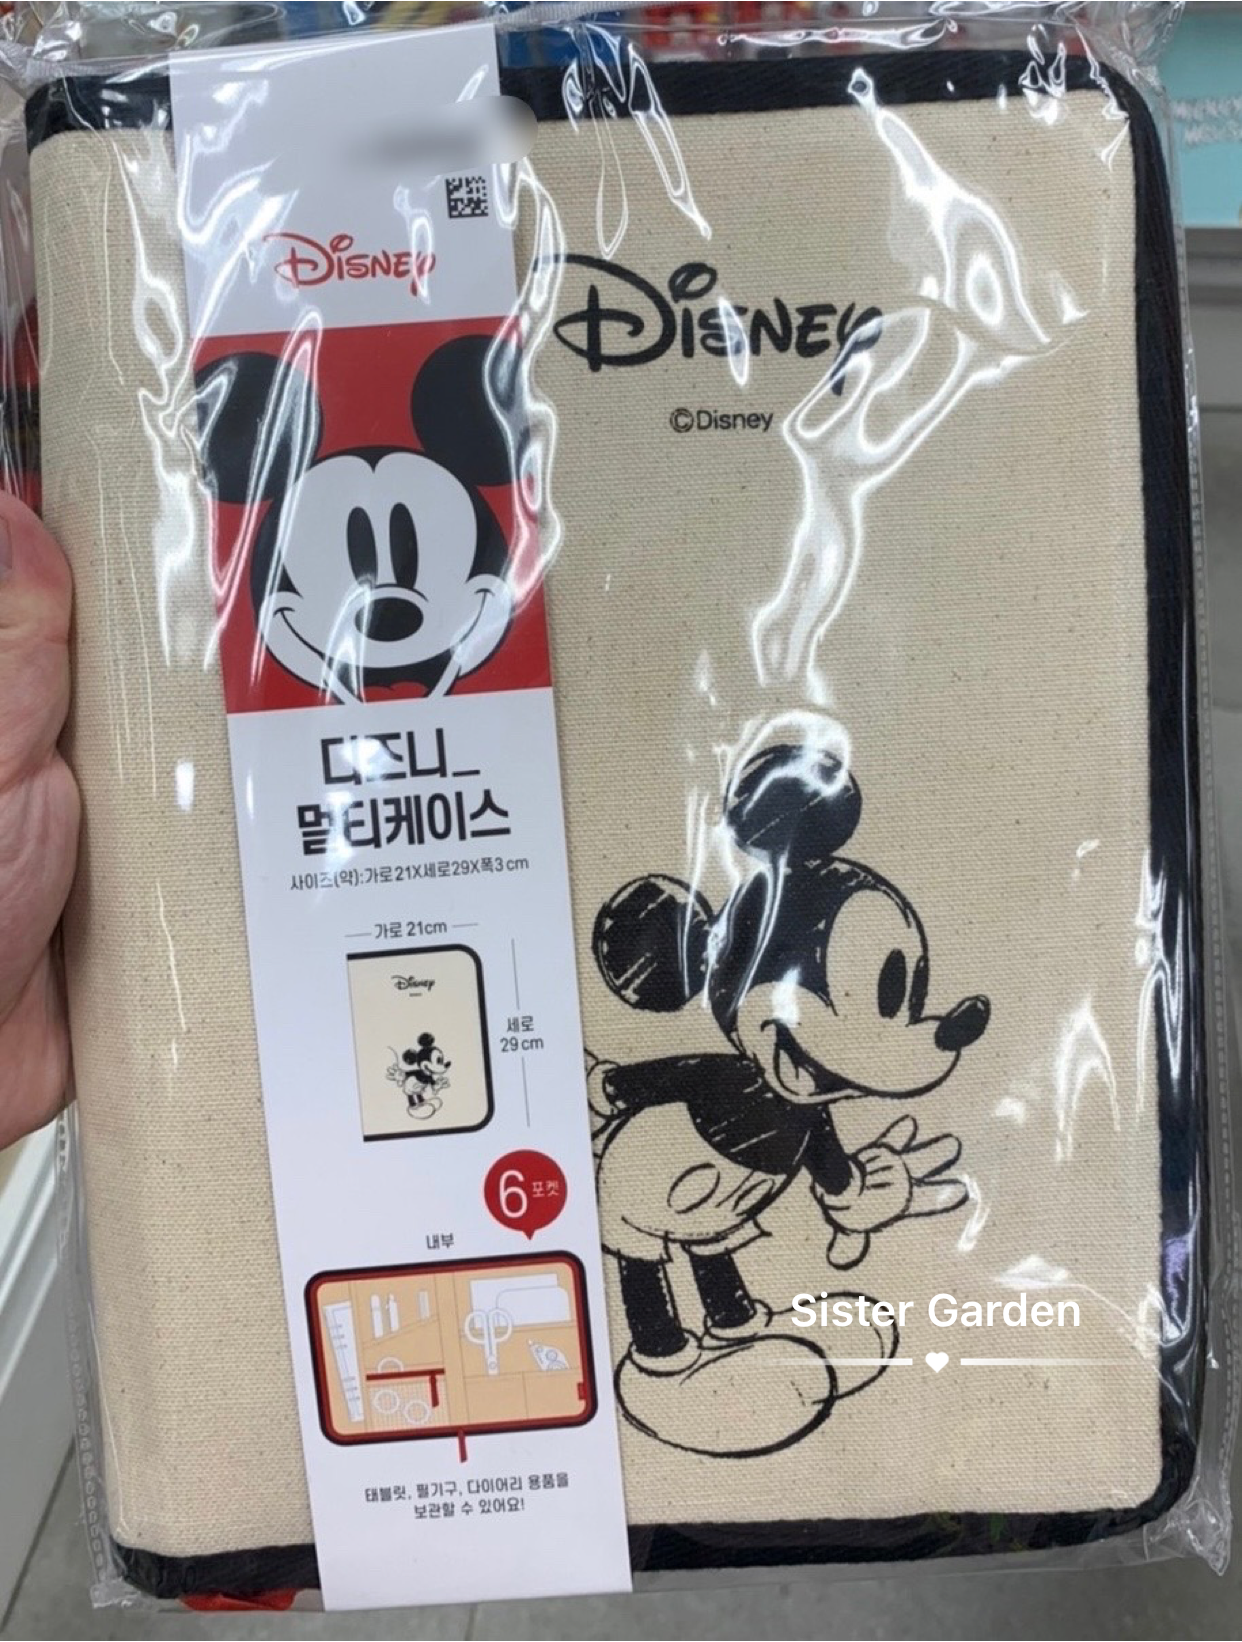 Disney
디즈니_
멀티케이스
사이즈(약):가로21X세로29X폭3cm
가로 21cm
Disney
세로
29cm
6포켓
내부
태블릿, 필기구, 다이어리 용품을
보관할 수 있어요!
Disney
©Disney
Sister Garden